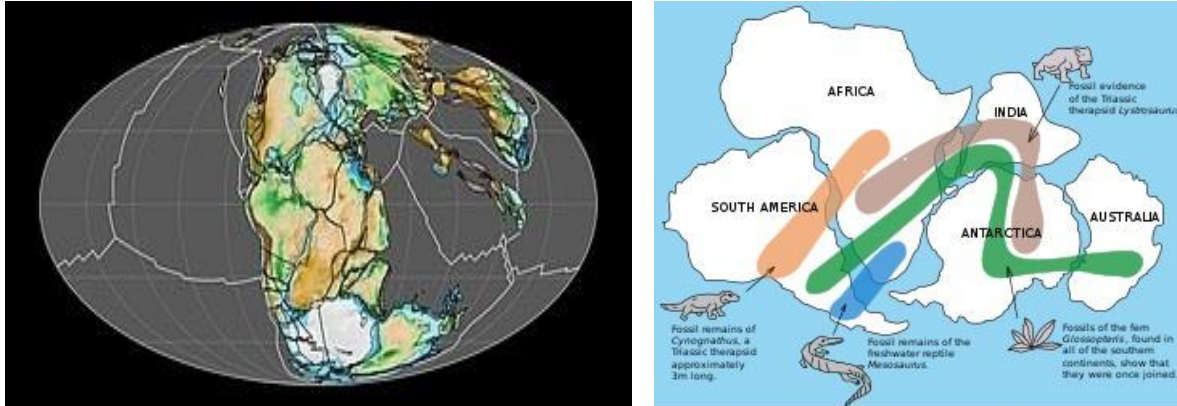 AFRICA
INDIA
Fossil evidence
of the Triassic
therapsid Lystrosaurus
SOUTH AMERICA
ANTARCTICA
AUSTRALIA
Fossil remains of
Cynognathus, a
Triassic therapsid
approximately
3m long.
Fossil remains of the
freshwater reptile
Mesosaurus.
Fossils of the fern
Glossopteris, found in
all of the southern
continents, show that
they were once joined.